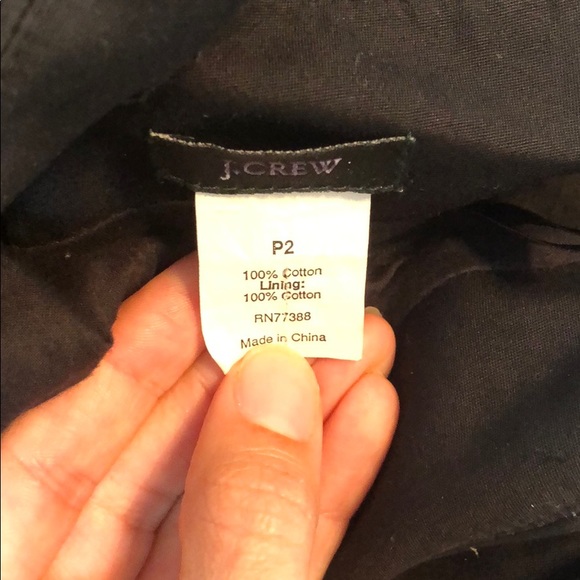 J.CREW
P2
100% Cotton
Lining:
100% Cotton
RN77388
Made in China